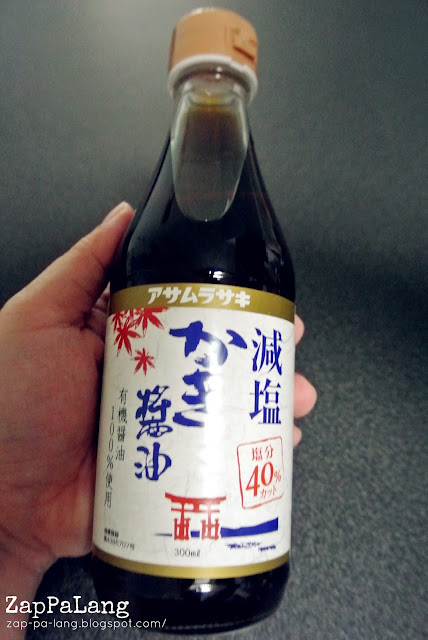 アサムラサキ
減塩
かき
醤油
有機醤油
100%使用
塩分
40%
カット
300mℓ
ZapPaLang
zap-pa-lang.blogspot.com/